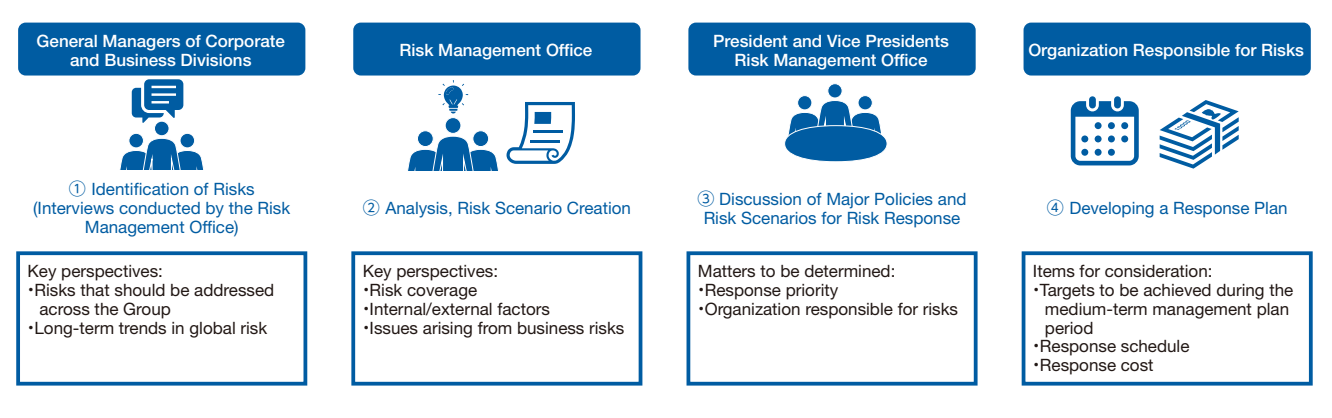 General Managers of Corporate
and Business Divisions
① Identification of Risks
(Interviews conducted by the Risk
Management Office)
Key perspectives:
・Risks that should be addressed
across the Group
・Long-term trends in global risk
Risk Management Office
② Analysis, Risk Scenario Creation
Key perspectives:
・Risk coverage
・Internal/external factors
・Issues arising from business risks
President and Vice Presidents
Risk Management Office
③ Discussion of Major Policies and
Risk Scenarios for Risk Response
Matters to be determined:
・Response priority
・Organization responsible for risks
Organization Responsible for Risks
④ Developing a Response Plan
Items for consideration:
・Targets to be achieved during the
medium-term management plan
period
・Response schedule
・Response cost